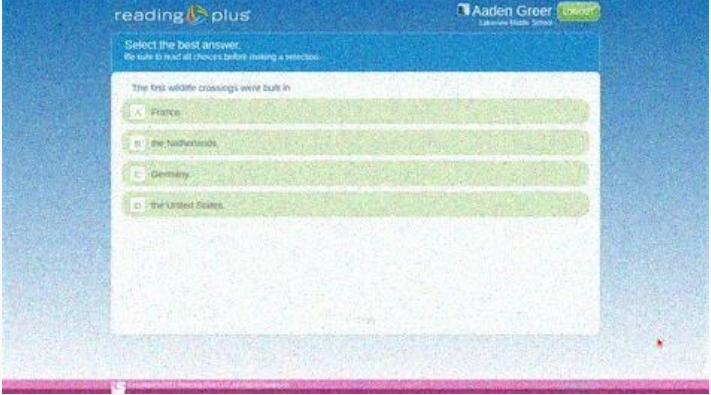 reading plus
Aaden Greer
LOGOUT
Lakeview Middle School
Select the best answer.
Be sure to read all choices before making a selection.
The first wildlife crossings were built in
A France.
B the Netherlands.
C Germany.
D the United States.